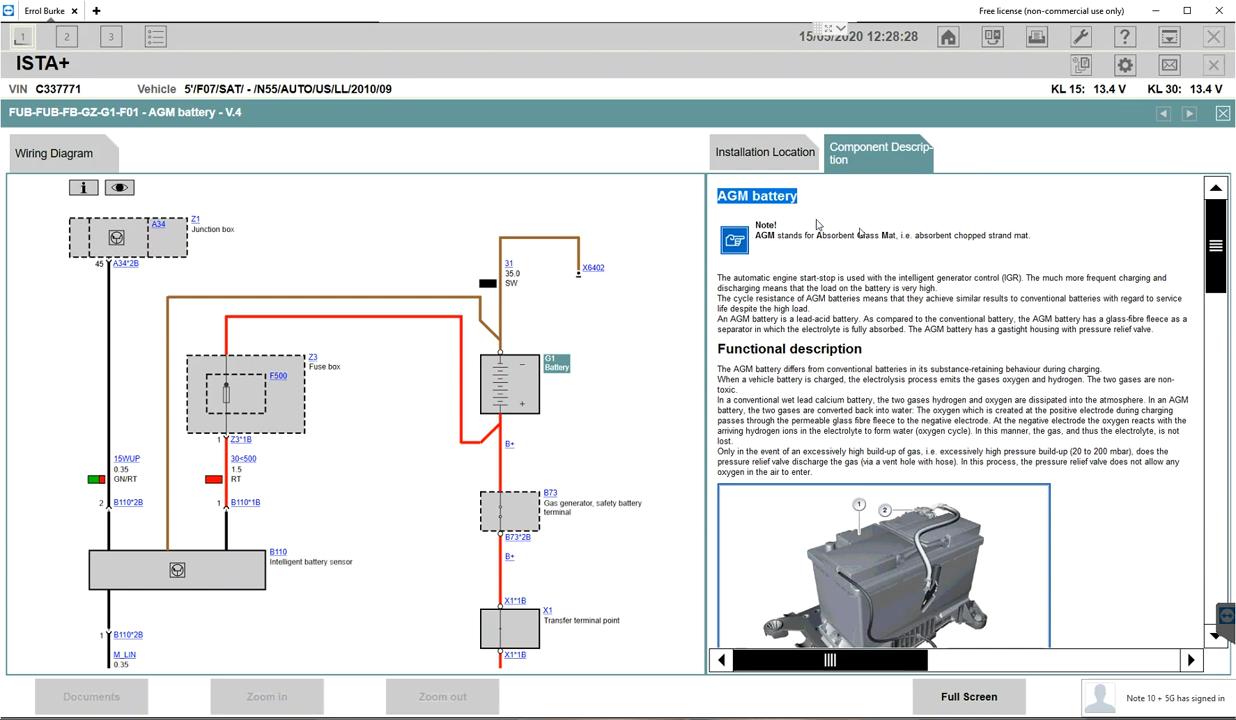 Errol Burke
Free license (non-commercial use only)
1 2 3
15/05/2020 12:28:28
ISTA+
VIN C337771 Vehicle 5'/F07/SAT/ - /N55/AUTO/US/LL/2010/09 KL 15: 13.4 V KL 30: 13.4 V
FUB-FUB-FB-GZ-G1-F01 - AGM battery - V.4
Wiring Diagram
A34
Z1
Junction box
45 A34*2B
31
35.0
SW
X6402
Z3
Fuse box
F500
G1
Battery
−
+
1 Z3*1B
B+
15WUP
0.35
GN/RT
30<500
1.5
RT
2 B110*2B
1 B110*1B
B73
Gas generator, safety battery
terminal
B73*2B
B+
B110
Intelligent battery sensor
X1*1B
X1
Transfer terminal point
1 B110*2B
M_LIN
0.35
X1*1B
Installation Location
Component Descrip-
tion
AGM battery
Note!
AGM stands for Absorbent Glass Mat, i.e. absorbent chopped strand mat.
The automatic engine start-stop is used with the intelligent generator control (IGR). The much more frequent charging and
discharging means that the load on the battery is very high.
The cycle resistance of AGM batteries means that they achieve similar results to conventional batteries with regard to service
life despite the high load.
An AGM battery is a lead-acid battery. As compared to the conventional battery, the AGM battery has a glass-fibre fleece as a
separator in which the electrolyte is fully absorbed. The AGM battery has a gastight housing with pressure relief valve.
Functional description
The AGM battery differs from conventional batteries in its substance-retaining behaviour during charging.
When a vehicle battery is charged, the electrolysis process emits the gases oxygen and hydrogen. The two gases are non-
toxic.
In a conventional wet lead calcium battery, the two gases hydrogen and oxygen are dissipated into the atmosphere. In an AGM
battery, the two gases are converted back into water: The oxygen which is created at the positive electrode during charging
passes through the permeable glass fibre fleece to the negative electrode. At the negative electrode the oxygen reacts with the
arriving hydrogen ions in the electrolyte to form water (oxygen cycle). In this manner, the gas, and thus the electrolyte, is not
lost.
Only in the event of an excessively high build-up of gas, i.e. excessively high pressure build-up (20 to 200 mbar), does the
pressure relief valve discharge the gas (via a vent hole with hose). In this process, the pressure relief valve does not allow any
oxygen in the air to enter.
1 2
Documents
Zoom in
Zoom out
Full Screen
Note 10 + 5G has signed in